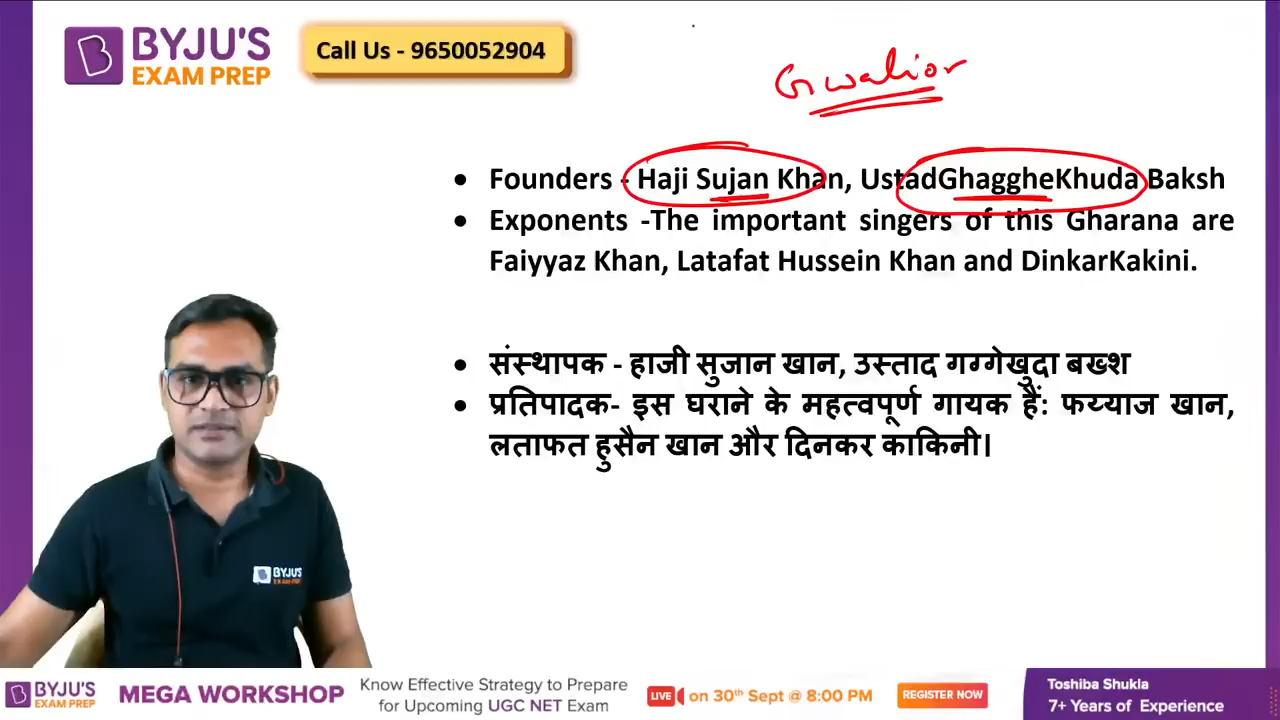 BYJU'S
EXAM PREP
Call Us - 9650052904
Gwalior
• Founders - Haji Sujan Khan, UstadGhaggheKhuda Baksh
• Exponents -The important singers of this Gharana are
Faiyyaz Khan, Latafat Hussein Khan and DinkarKakini.
• संस्थापक - हाजी सुजान खान, उस्ताद गग्गेखुदा बख्श
• प्रतिपादक- इस घराने के महत्वपूर्ण गायक हैं: फय्याज खान,
लताफत हुसैन खान और दिनकर काकिनी।
BYJU'S
EXAM PREP
BYJU'S
EXAM PREP
MEGA WORKSHOP
Know Effective Strategy to Prepare
for Upcoming UGC NET Exam
LIVE on 30th Sept @ 8:00 PM
REGISTER NOW
Toshiba Shukla
7+ Years of Experience